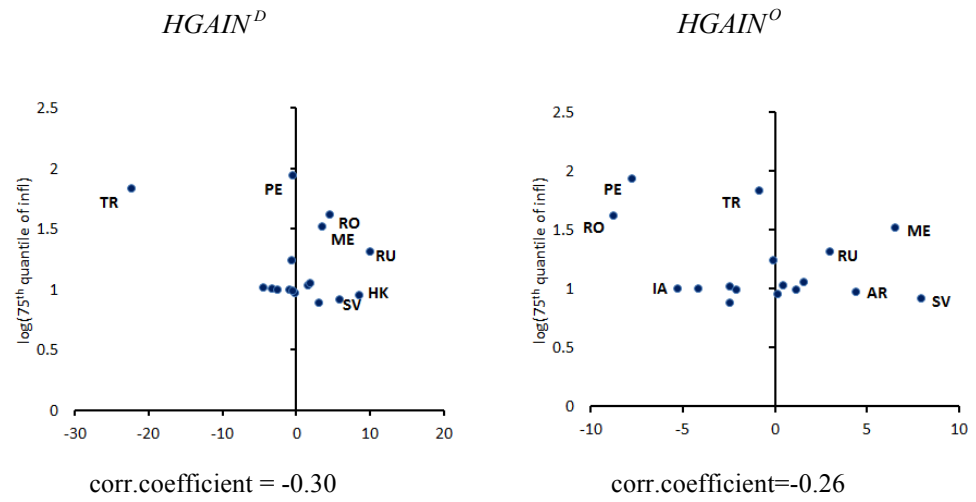 HGAIN^D
HGAIN^O
log(75th quantile of infl)
2.5
2
1.5
1
0.5
0
-30
-20
-10
0
10
20
TR
PE
RO
ME
RU
HK
SV
log(75th quantile of infl)
2.5
2
1.5
1
0.5
0
-10
-5
0
5
10
PE
RO
TR
ME
RU
IA
AR
SV
corr.coefficient = -0.30
corr.coefficient=-0.26